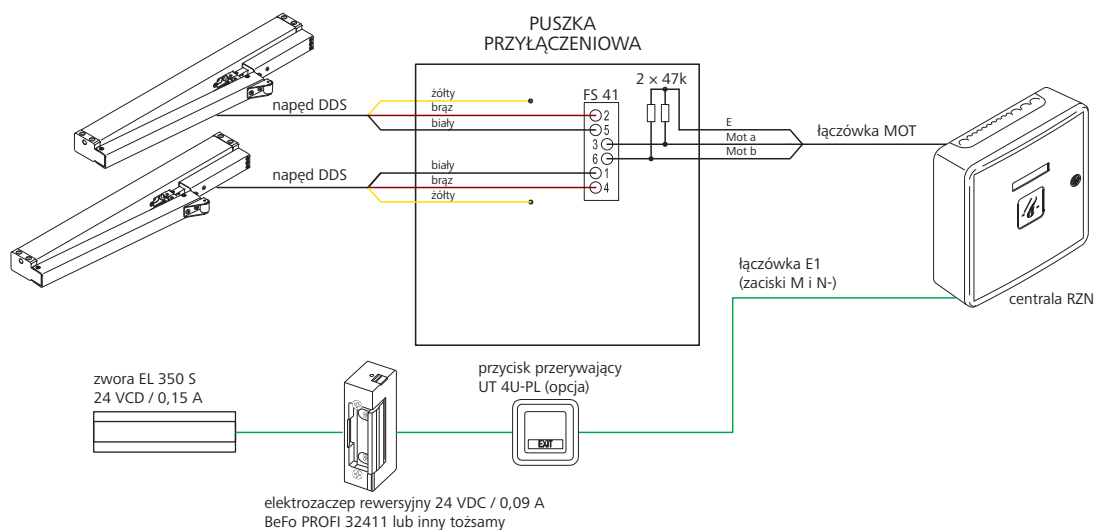 PUSZKA
PRZYŁĄCZENIOWA
2 × 47k
FS 41
żółty
napęd DDS
brąz
2
biały
5
E
łączówka MOT
3
Mot a
6
Mot b
biały
1
napęd DDS
brąz
4
żółty
łączówka E1
(zaciski M i N-)
centrala RZN
zwora EL 350 S
24 VCD / 0,15 A
przycisk przerywający
UT 4U-PL (opcja)
EXIT
elektrozaczep rewersyjny 24 VDC / 0,09 A
BeFo PROFI 32411 lub inny tożsamy